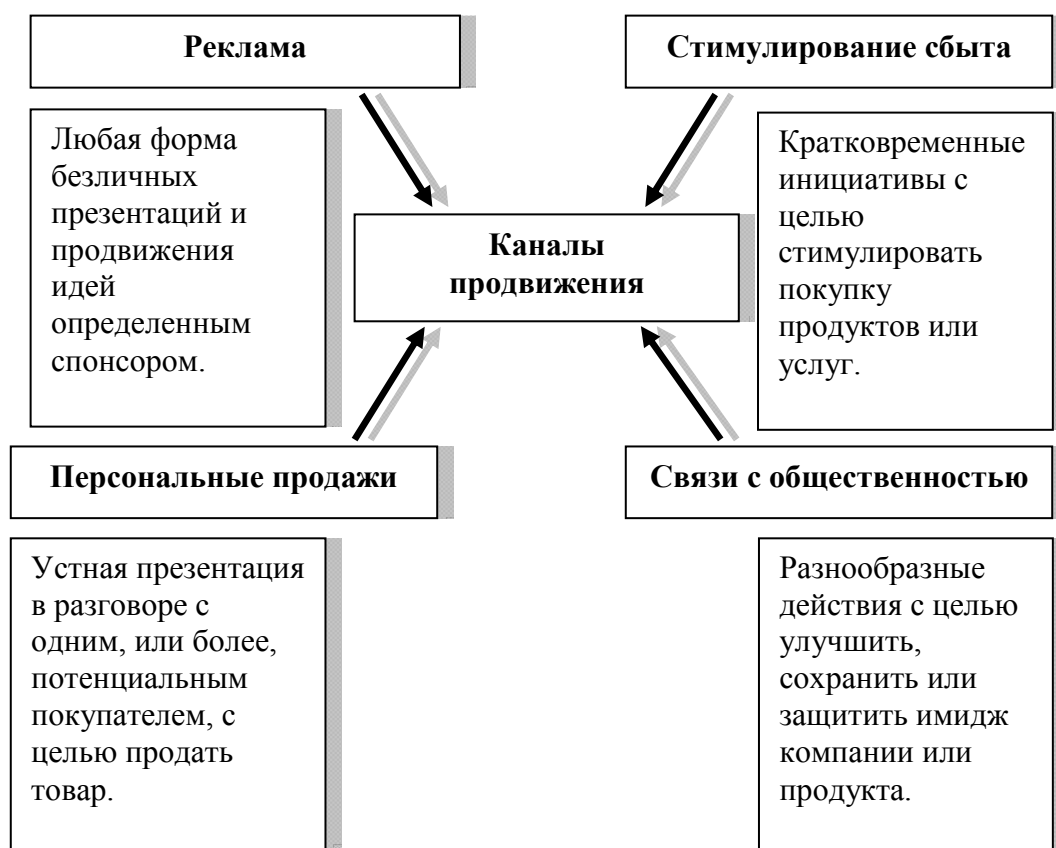 Реклама
Стимулирование сбыта
Любая форма
безличных
презентаций и
продвижения
идей
определенным
спонсором.
Кратковременные
инициативы с
целью
стимулировать
покупку
продуктов или
услуг.
Каналы
продвижения
Персональные продажи
Связи с общественностью
Устная презентация
в разговоре с
одним, или более,
потенциальным
покупателем, с
целью продать
товар.
Разнообразные
действия с целью
улучшить,
сохранить или
защитить имидж
компании или
продукта.